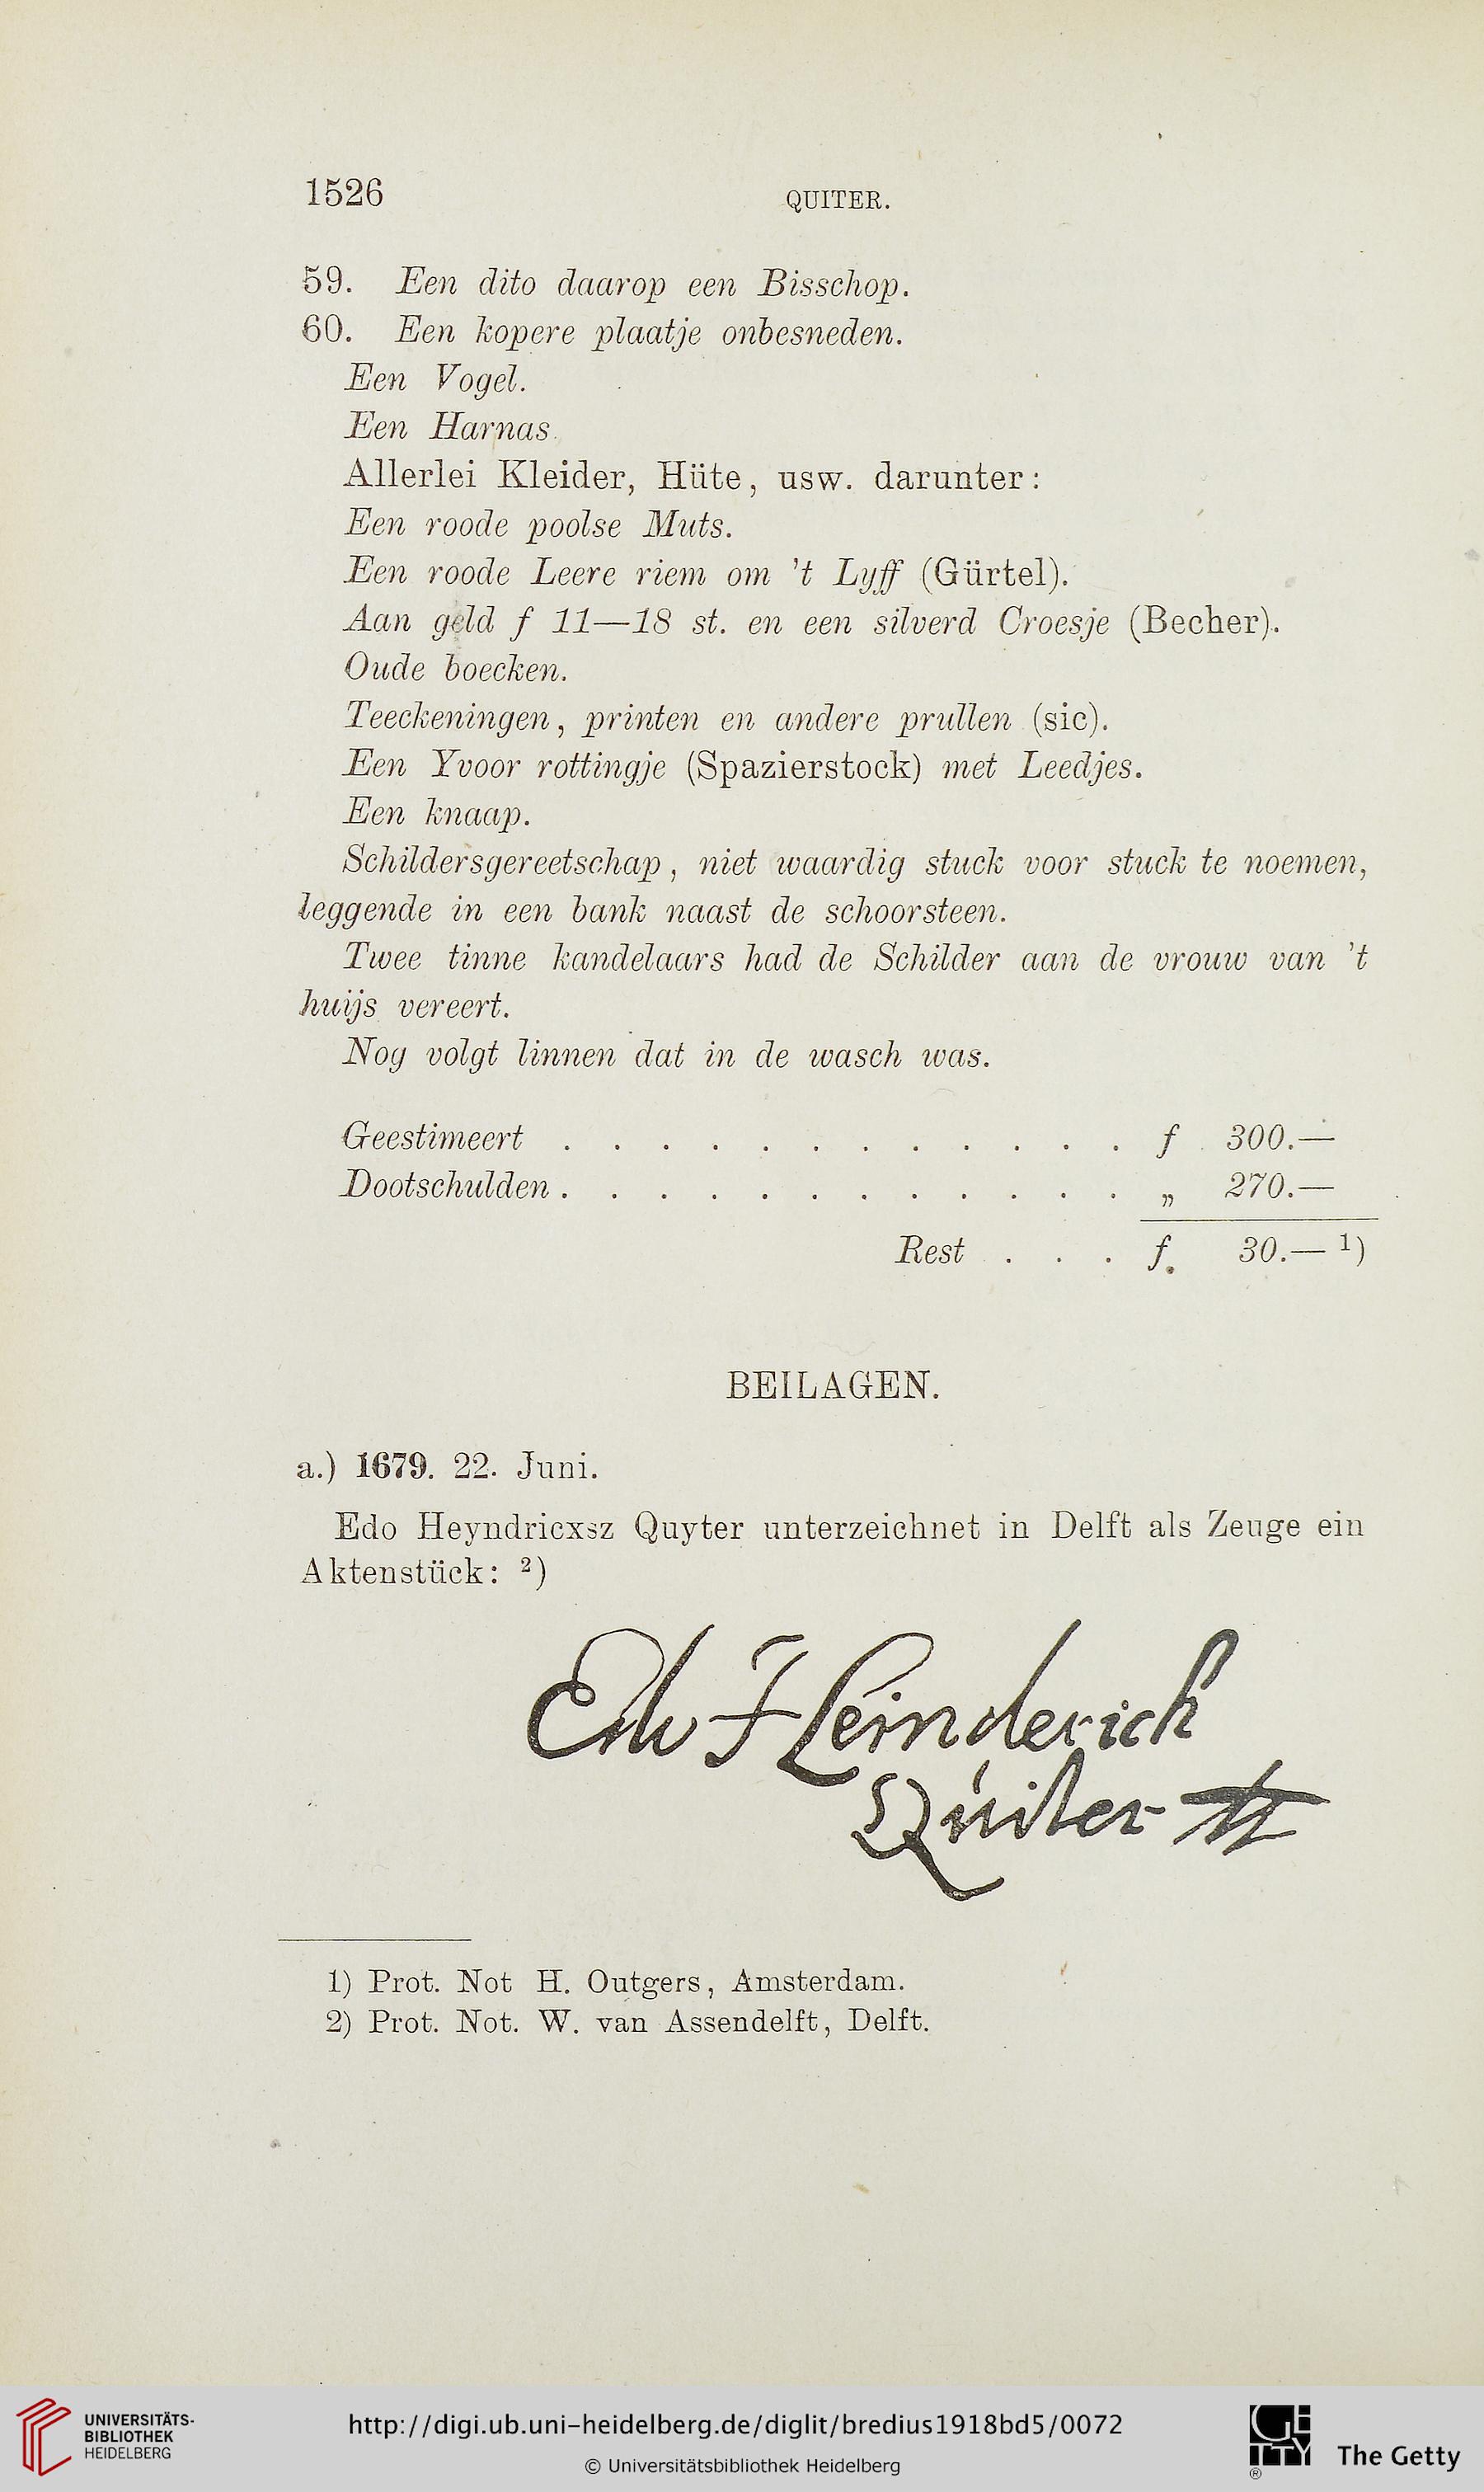 1526
QUITER.
59. Een dito daarop een Bisschop.
60. Een kopere plaatje onbesneden.
Een Vogel.
Een Harnas
Allerlei Kleider, Hüte, usw. darunter:
Een roode poolse Muts.
Een roode Leere riem om 't Lyff (Gürtel).
Aan geld f 11—18 st. en een silverd Croesje (Becher).
Oude boecken.
Teeckeningen, printen en andere prullen (sic).
Een Yvoor rottingje (Spazierstock) met Leedjes.
Een knaap.
Schildersgereetschap, niet waardig stuck voor stuck te noemen,
leggende in een bank naast de schoorsteen.
Twee tinne kandelaars had de Schilder aan de vrouw van 't
huijs vereert.
Nog volgt linnen dat in de wasch was.
Geestimeert . . . . . . . . . . . . f 300.—
Dootschulden . . . . . . . . . . . . „ 270.—
Rest . . . f. 30.— ¹)
BEILAGEN.
a.) 1679. 22. Juni.
Edo Heyndricxsz Quyter unterzeichnet in Delft als Zeuge ein
Aktenstück: ²)
Edo Heinderich
Quiter
1) Prot. Not H. Outgers, Amsterdam.
2) Prot. Not. W. van Assendelft, Delft.
UNIVERSITÄTS-
BIBLIOTHEK
HEIDELBERG
http://digi.ub.uni-heidelberg.de/diglit/bredius1918bd5/0072
© Universitätsbibliothek Heidelberg
GETTY
®
The Getty